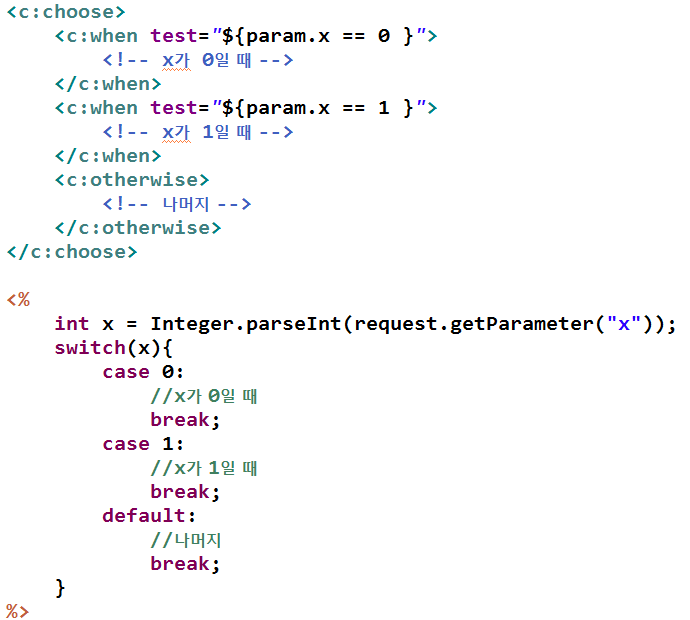 <c:choose>
    <c:when test="${param.x == 0 }">
        <!-- x가 0일 때 -->
    </c:when>
    <c:when test="${param.x == 1 }">
        <!-- x가 1일 때 -->
    </c:when>
    <c:otherwise>
        <!-- 나머지 -->
    </c:otherwise>
</c:choose>

<%
    int x = Integer.parseInt(request.getParameter("x"));
    switch(x){
        case 0:
            //x가 0일 때
            break;
        case 1:
            //x가 1일 때
            break;
        default:
            //나머지
            break;
    }
%>